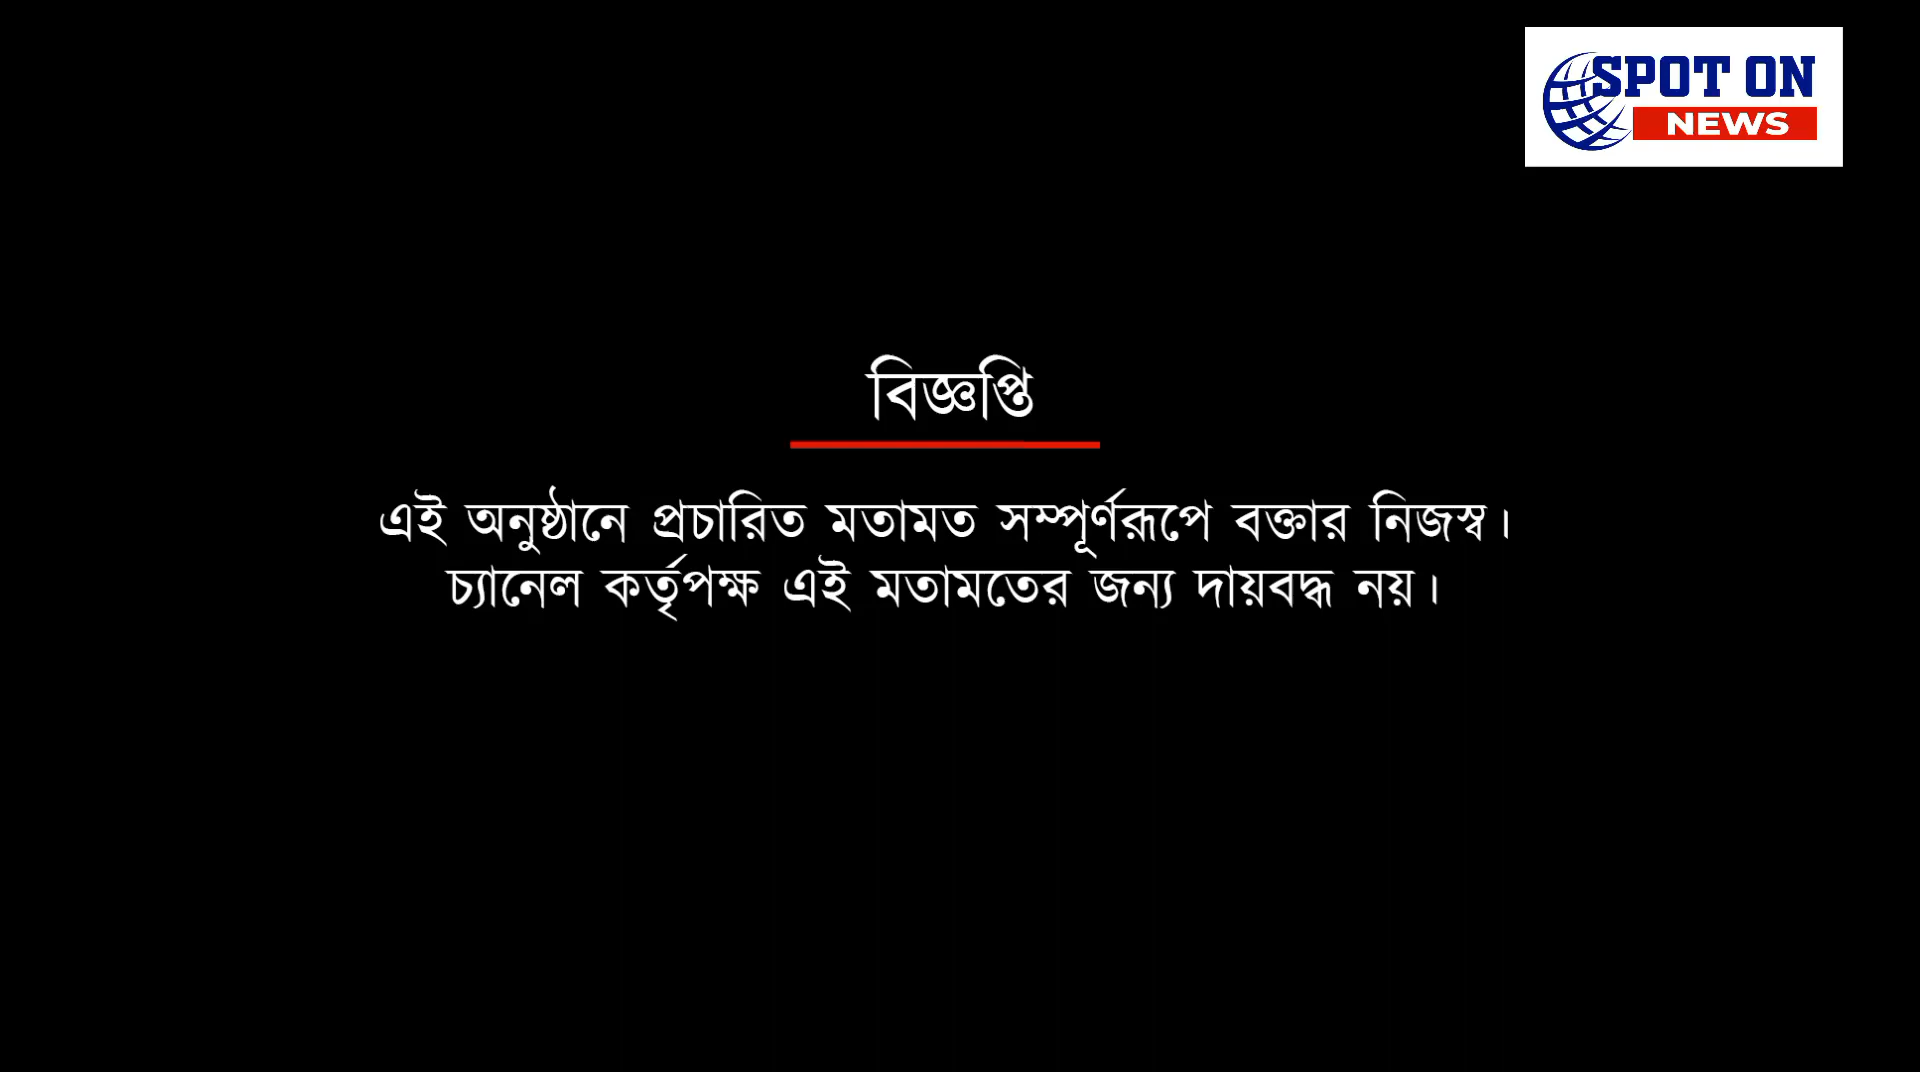 SPOT ON
NEWS
বিজ্ঞপ্তি
এই অনুষ্ঠানে প্রচারিত মতামত সম্পূর্ণরূপে বক্তার নিজস্ব।
চ্যানেল কর্তৃপক্ষ এই মতামতের জন্য দায়বদ্ধ নয়।